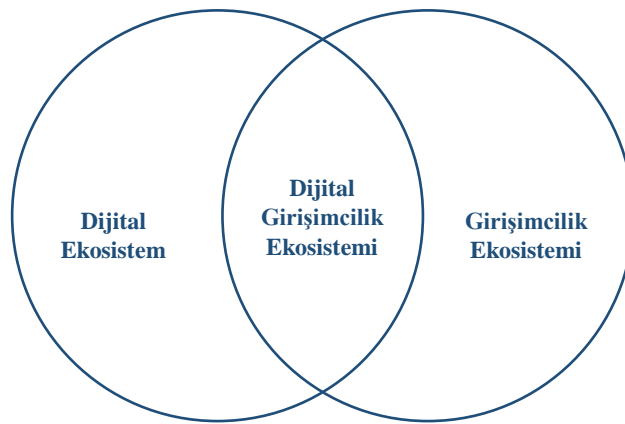 Dijital
Ekosistem
Dijital
Girişimcilik
Ekosistemi
Girişimcilik
Ekosistemi